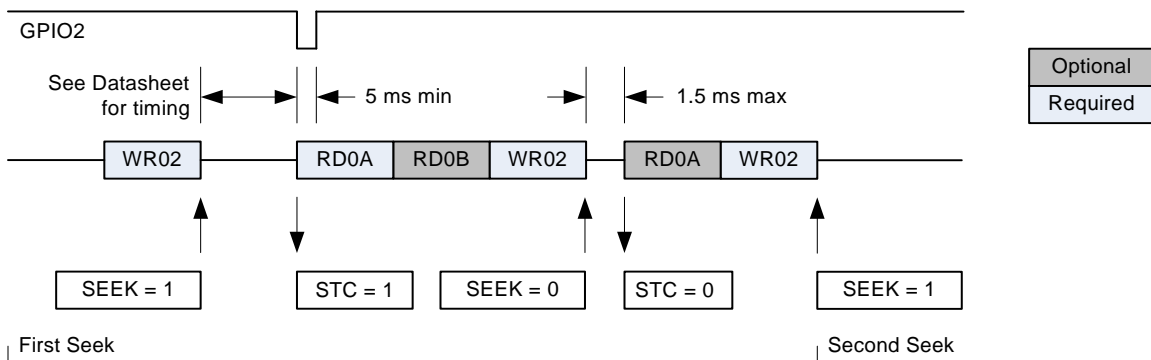 GPIO2
See Datasheet
for timing
5 ms min
1.5 ms max
Optional
Required
WR02
RD0A
RD0B
WR02
RD0A
WR02
SEEK = 1
STC = 1
SEEK = 0
STC = 0
SEEK = 1
First Seek
Second Seek